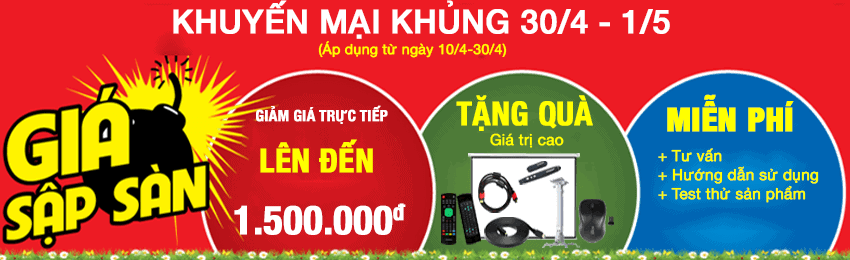 KHUYẾN MẠI KHỦNG 30/4 - 1/5
(Áp dụng từ ngày 10/4-30/4)
GIÁ
SẬP SÀN
GIẢM GIÁ TRỰC TIẾP
LÊN ĐẾN
1.500.000đ
TẶNG QUÀ
Giá trị cao
MIỄN PHÍ
+ Tư vấn
+ Hướng dẫn sử dụng
+ Test thử sản phẩm